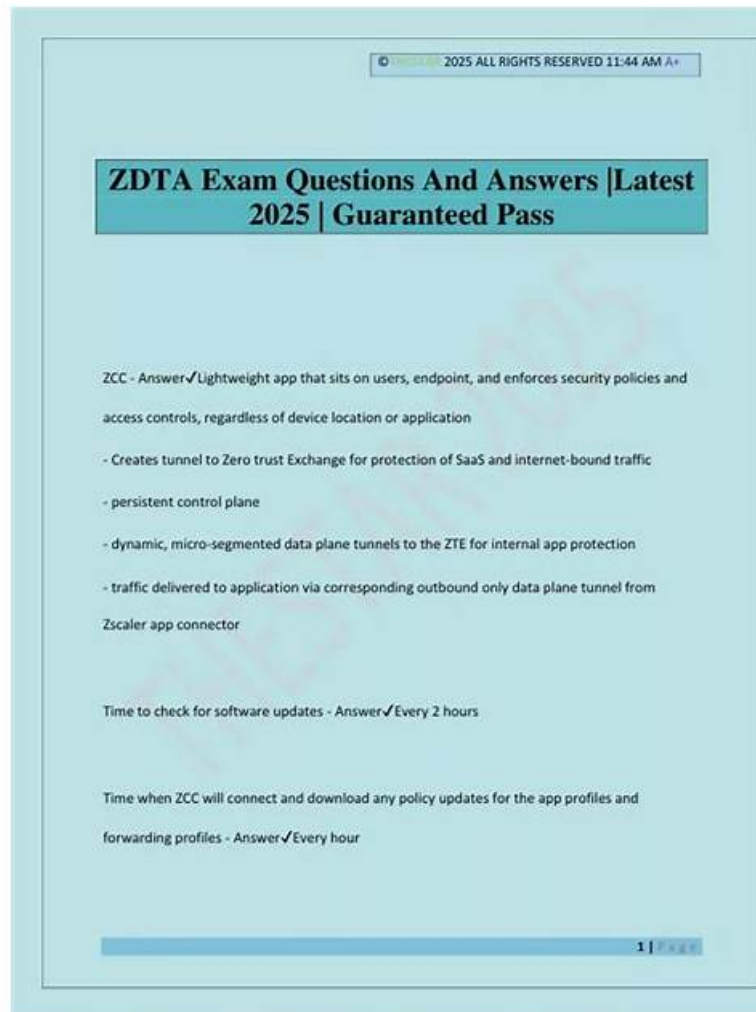 © THESTAR 2025 ALL RIGHTS RESERVED 11:44 AM A+
ZDTA Exam Questions And Answers |Latest
2025 | Guaranteed Pass
ZCC - Answer✓Lightweight app that sits on users, endpoint, and enforces security policies and
access controls, regardless of device location or application
- Creates tunnel to Zero trust Exchange for protection of SaaS and internet-bound traffic
- persistent control plane
- dynamic, micro-segmented data plane tunnels to the ZTE for internal app protection
- traffic delivered to application via corresponding outbound only data plane tunnel from
Zscaler app connector
Time to check for software updates - Answer✓Every 2 hours
Time when ZCC will connect and download any policy updates for the app profiles and
forwarding profiles - Answer✓Every hour
1 | Page
THESTAR 2025